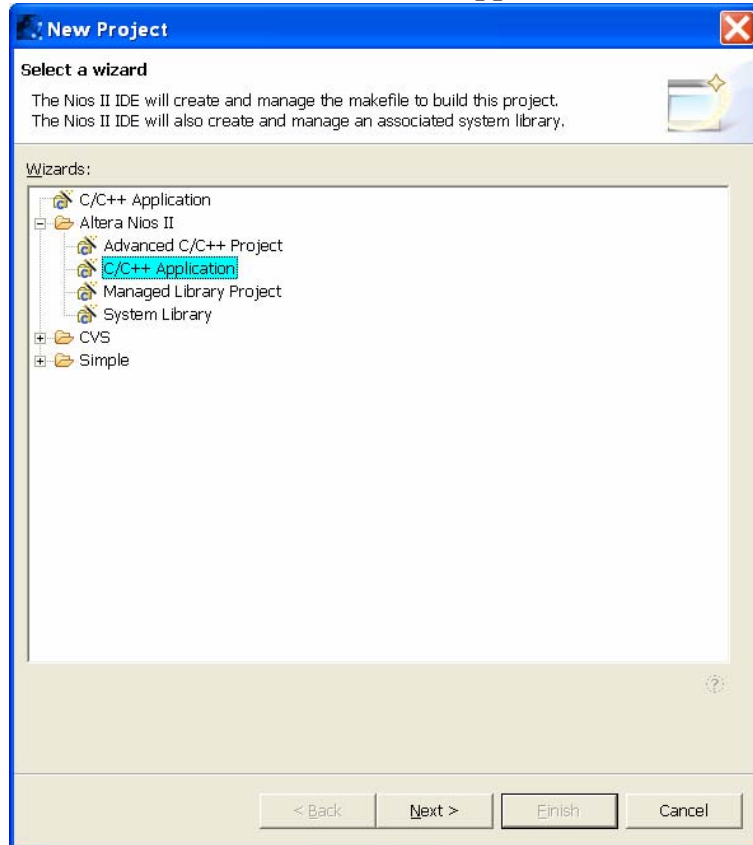 New Project
Select a wizard
The Nios II IDE will create and manage the makefile to build this project.
The Nios II IDE will also create and manage an associated system library.
Wizards:
C/C++ Application
Altera Nios II
Advanced C/C++ Project
C/C++ Application
Managed Library Project
System Library
CVS
Simple
?
< Back Next > Finish Cancel